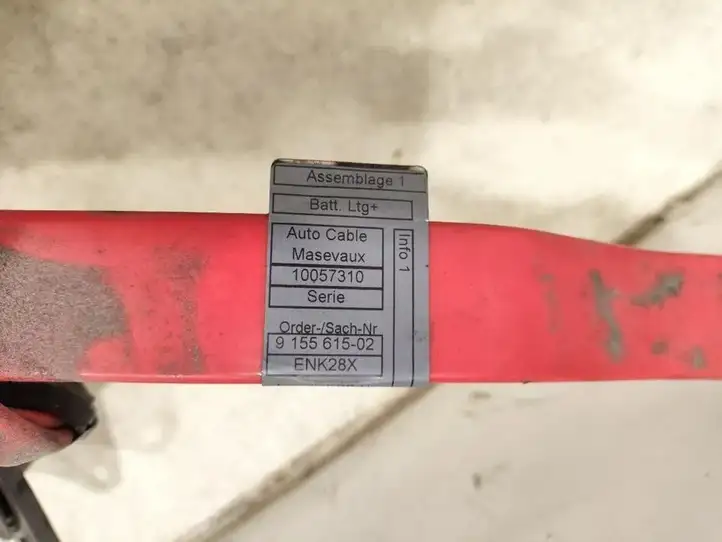 Assemblage 1
Batt. Ltg+
Auto Cable
Masevaux
10057310
Serie
Info 1
Order-/Sach-Nr
9 155 615-02
ENK28X